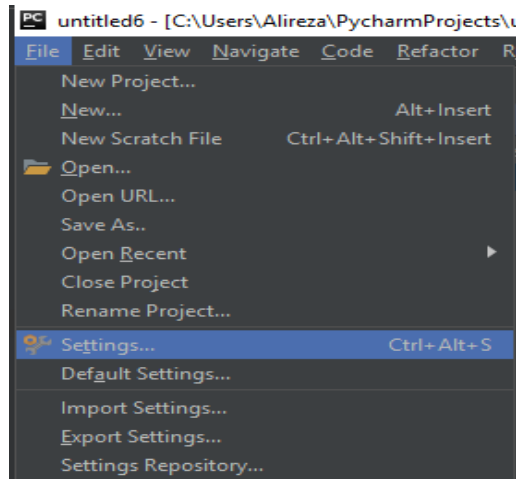 PC untitled6 - [C:\Users\Alireza\PycharmProjects\
File Edit View Navigate Code Refactor R
New Project...
New... Alt+Insert
New Scratch File Ctrl+Alt+Shift+Insert
Open...
Open URL...
Save As..
Open Recent
Close Project
Rename Project...
Settings... Ctrl+Alt+S
Default Settings...
Import Settings...
Export Settings...
Settings Repository...